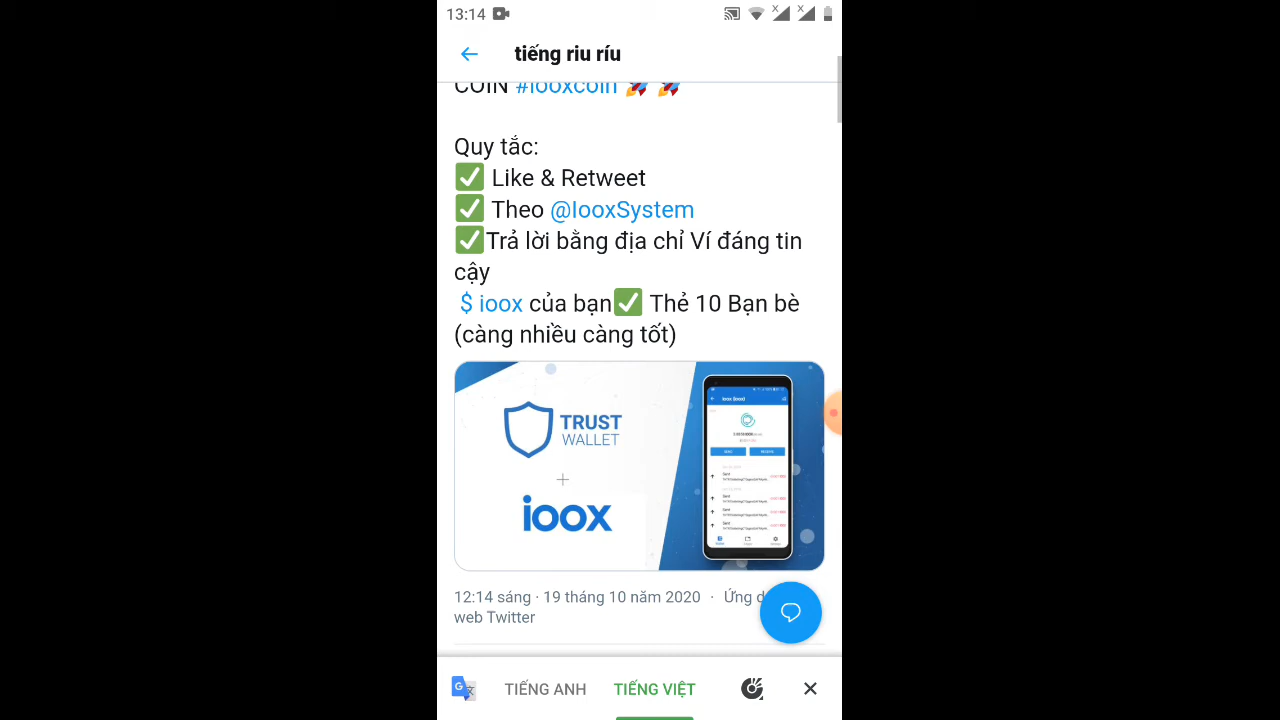 13:14
tiếng riu ríu
COIN #iooxcoin 🚀 🚀
Quy tắc:
✅ Like & Retweet
✅ Theo @IooxSystem
✅Trả lời bằng địa chỉ Ví đáng tin
cậy
$ ioox của bạn✅ Thẻ 10 Bạn bè
(càng nhiều càng tốt)
TRUST
WALLET
+
ioox
12:14 sáng · 19 tháng 10 năm 2020 · Ứng
web Twitter
TIẾNG ANH TIẾNG VIỆT